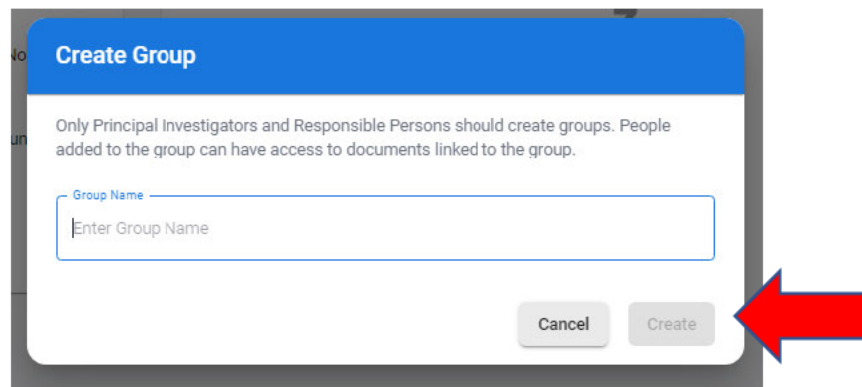 Create Group
Only Principal Investigators and Responsible Persons should create groups. People
added to the group can have access to documents linked to the group.
Group Name
Enter Group Name
Cancel
Create